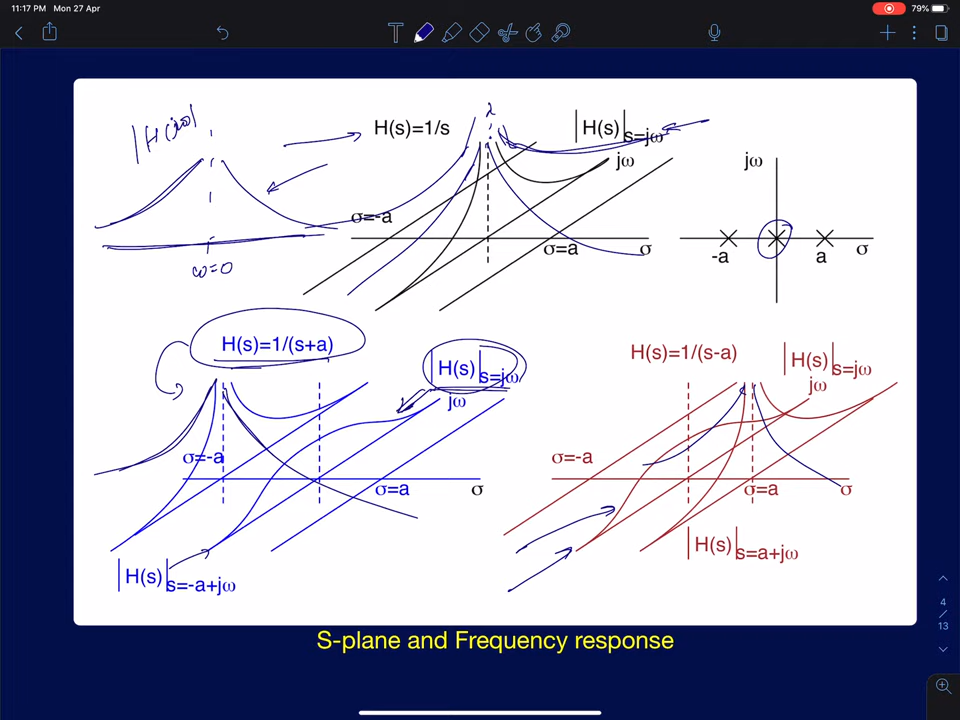 11:17 PM Mon 27 Apr
79%
|H(jω)|
H(s)=1/s
|H(s)|s=jω
jω
jω
σ=-a
σ=a
σ
-a
a
σ
ω=0
H(s)=1/(s+a)
|H(s)|s=jω
jω
σ=-a
σ=a
σ
|H(s)|s=-a+jω
H(s)=1/(s-a)
|H(s)|s=jω
jω
σ=-a
σ=a
σ
|H(s)|s=a+jω
S-plane and Frequency response
4
/
13